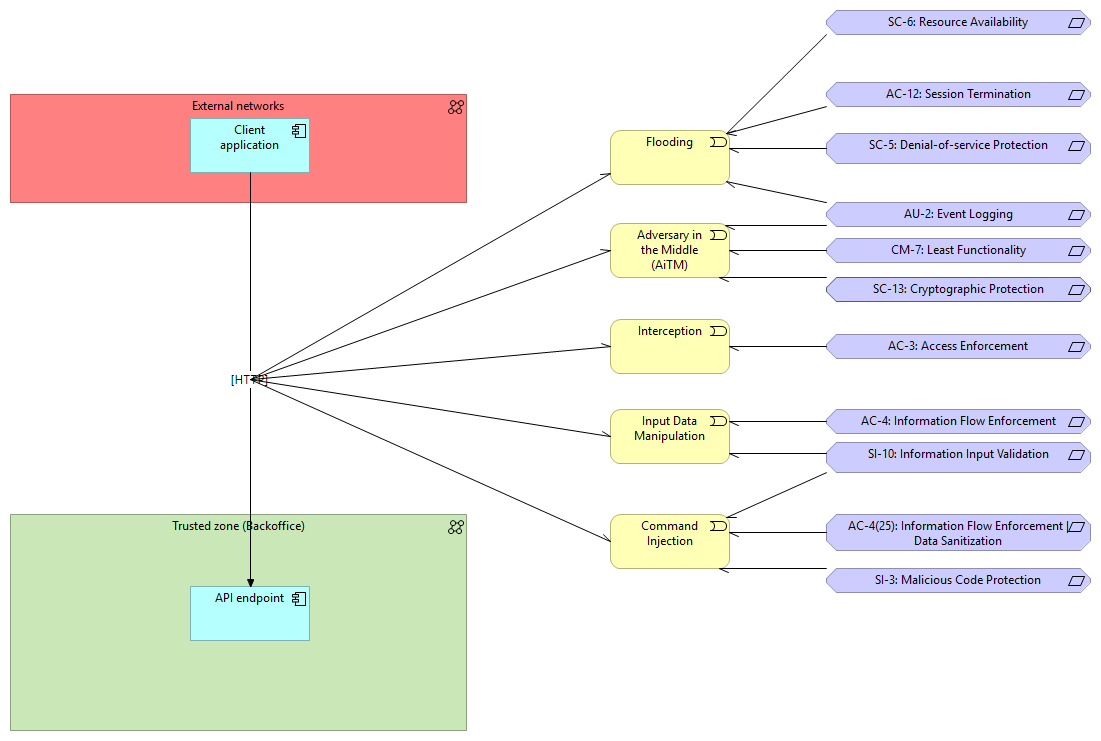 External networks
Client
application
[HTTP]
Trusted zone (Backoffice)
API endpoint
Flooding
Adversary in
the Middle
(AiTM)
Interception
Input Data
Manipulation
Command
Injection
SC-6: Resource Availability
AC-12: Session Termination
SC-5: Denial-of-service Protection
AU-2: Event Logging
CM-7: Least Functionality
SC-13: Cryptographic Protection
AC-3: Access Enforcement
AC-4: Information Flow Enforcement
SI-10: Information Input Validation
AC-4(25): Information Flow Enforcement |
Data Sanitization
SI-3: Malicious Code Protection